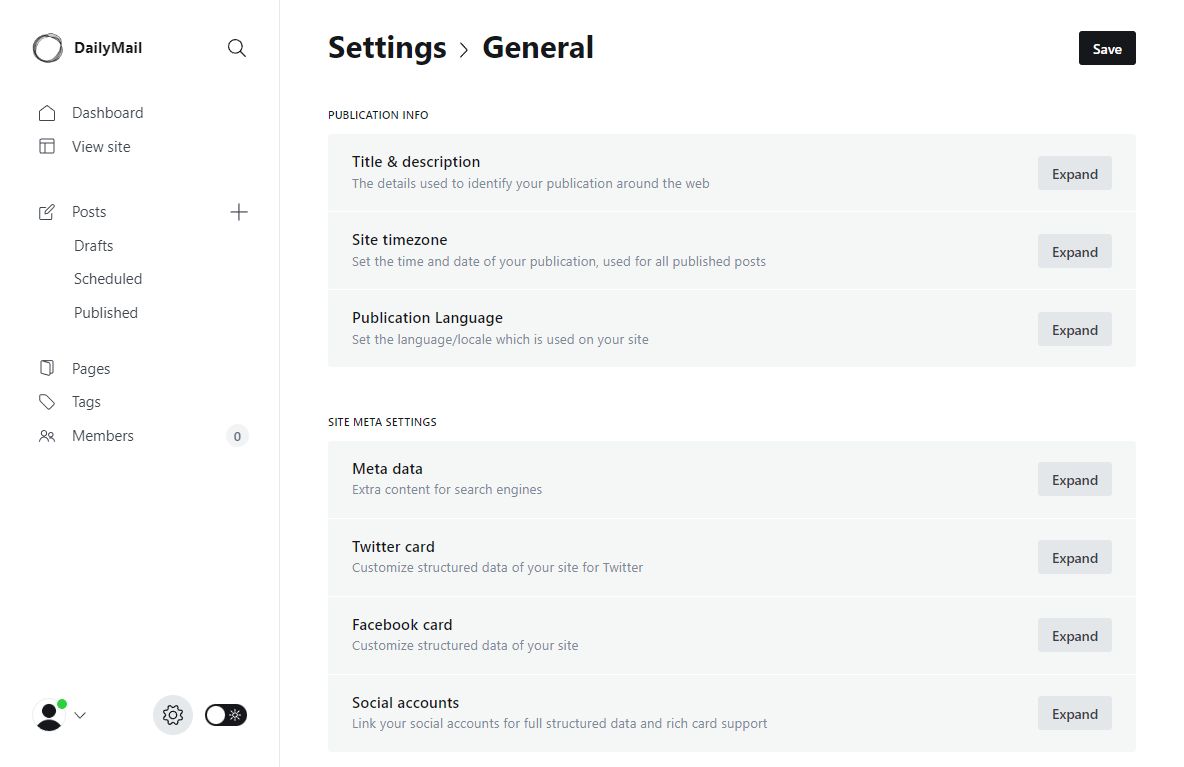 DailyMail
Dashboard
View site
Posts
Drafts
Scheduled
Published
Pages
Tags
Members
0
Settings > General
Save
PUBLICATION INFO
Title & description
The details used to identify your publication around the web
Expand
Site timezone
Set the time and date of your publication, used for all published posts
Expand
Publication Language
Set the language/locale which is used on your site
Expand
SITE META SETTINGS
Meta data
Extra content for search engines
Expand
Twitter card
Customize structured data of your site for Twitter
Expand
Facebook card
Customize structured data of your site
Expand
Social accounts
Link your social accounts for full structured data and rich card support
Expand